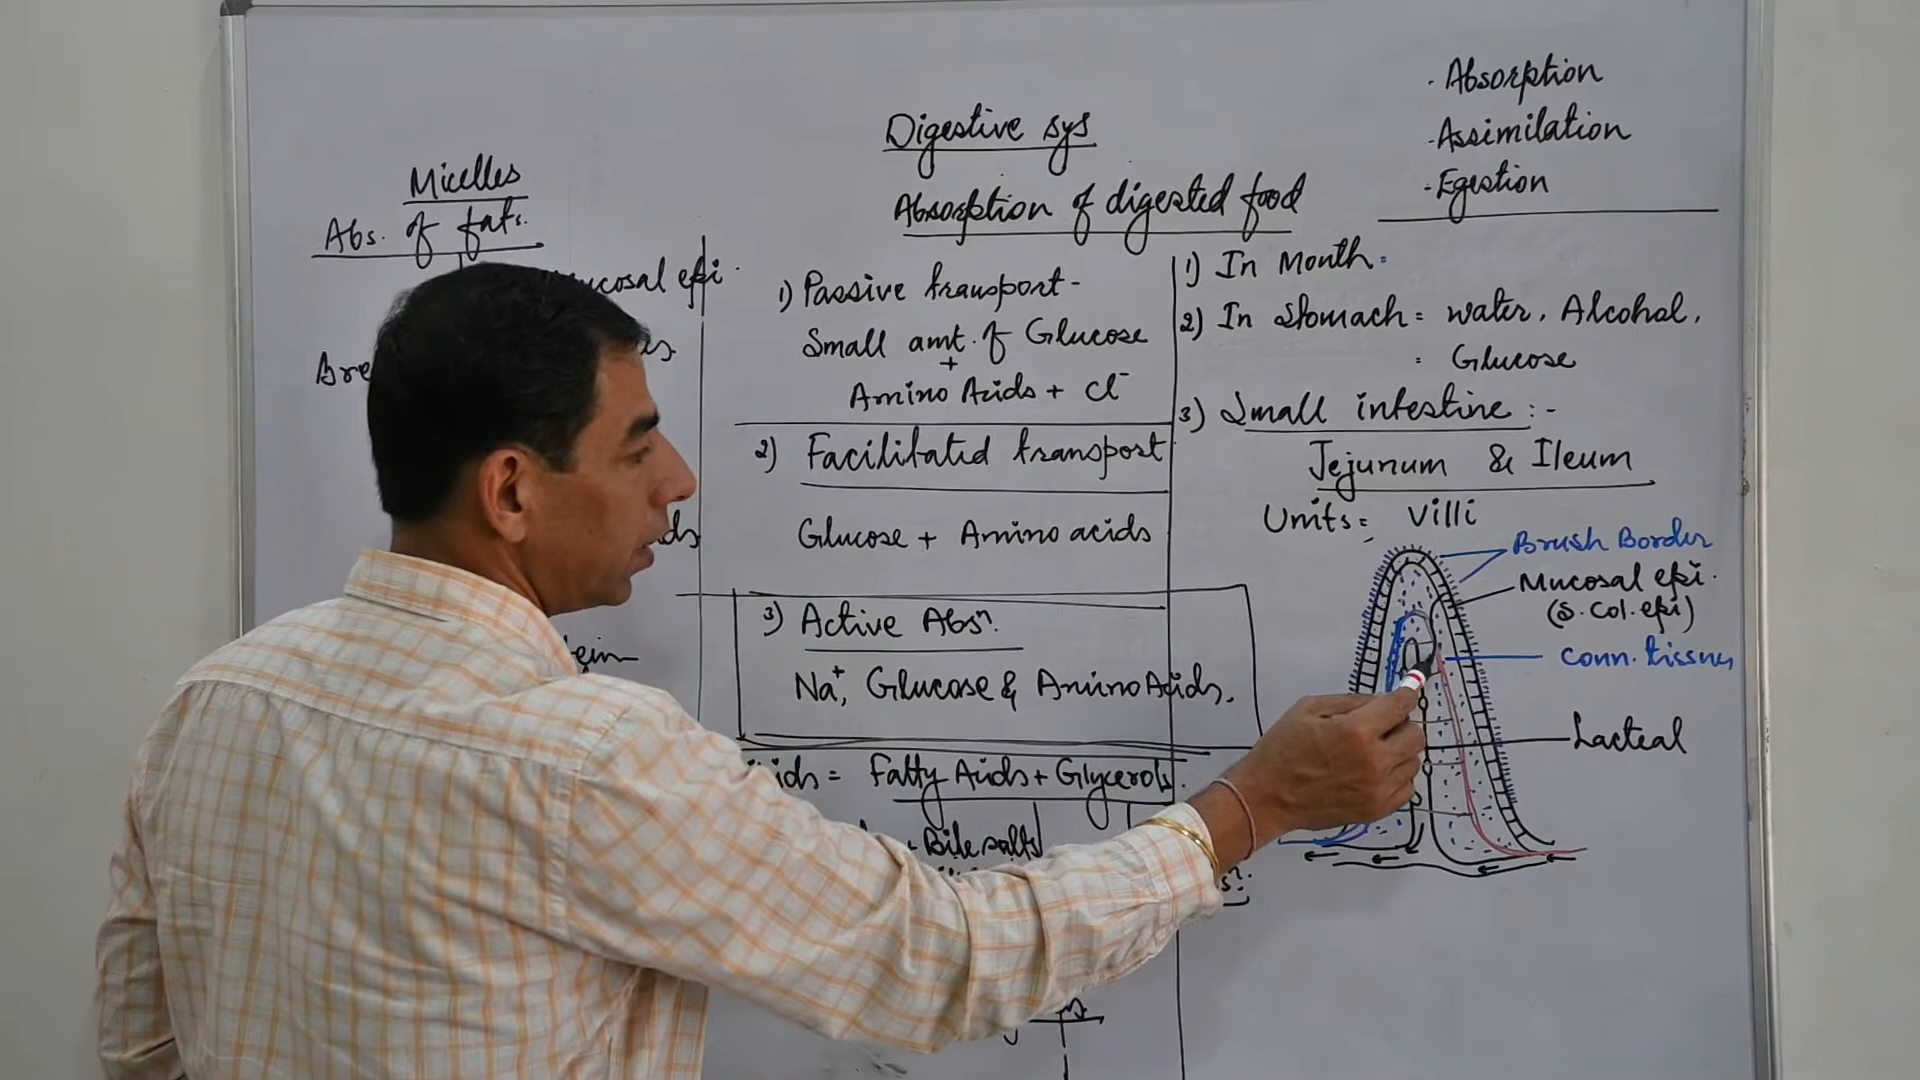 Digestive sys
Absorption of digested food
· Absorption
· Assimilation
· Egestion
Micelles
Abs. of fats.
1) Passive transport-
Small amt. of Glucose
+
Amino Acids + Cl⁻
2) Facilitated transport
Glucose + Amino acids
3) Active Absⁿ.
Na⁺, Glucose & Amino Acids.
= Fatty Acids + Glycerols.
Bile salts
1) In Mouth
2) In Stomach = water, Alcohol,
= Glucose
3) Small intestine :-
Jejunum & Ileum
Units = Villi
Brush Border
Mucosal epi.
(S. Col. epi)
Conn. tissue
Lacteal